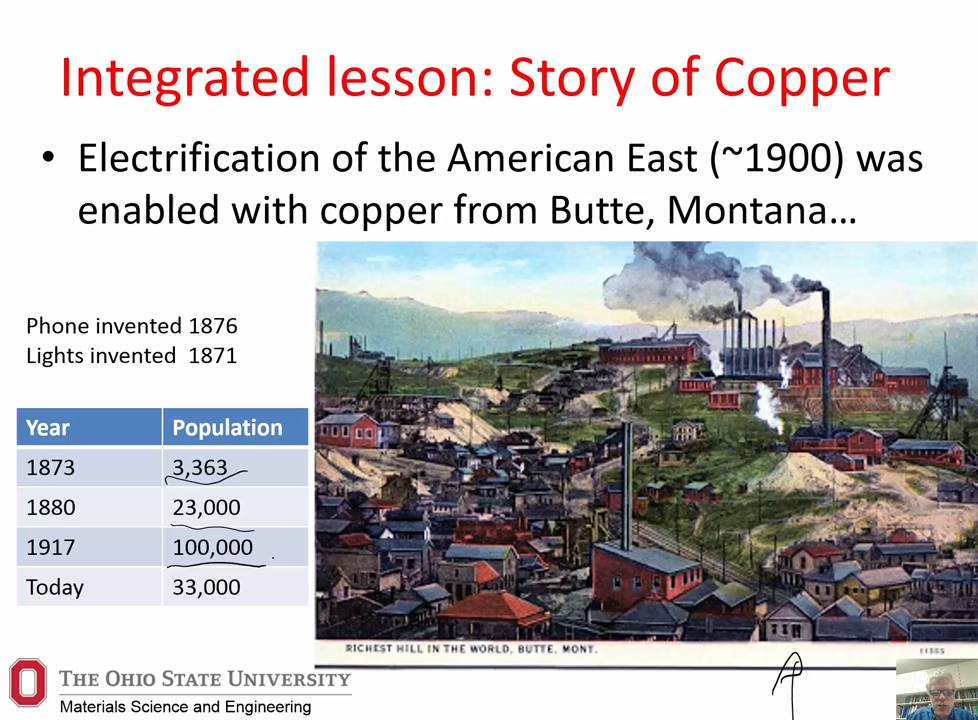 Integrated lesson: Story of Copper
• Electrification of the American East (~1900) was
enabled with copper from Butte, Montana…
Phone invented 1876
Lights invented 1871
Year Population
1873 3,363
1880 23,000
1917 100,000
Today 33,000
RICHEST HILL IN THE WORLD, BUTTE, MONT.
11355
THE OHIO STATE UNIVERSITY
Materials Science and Engineering